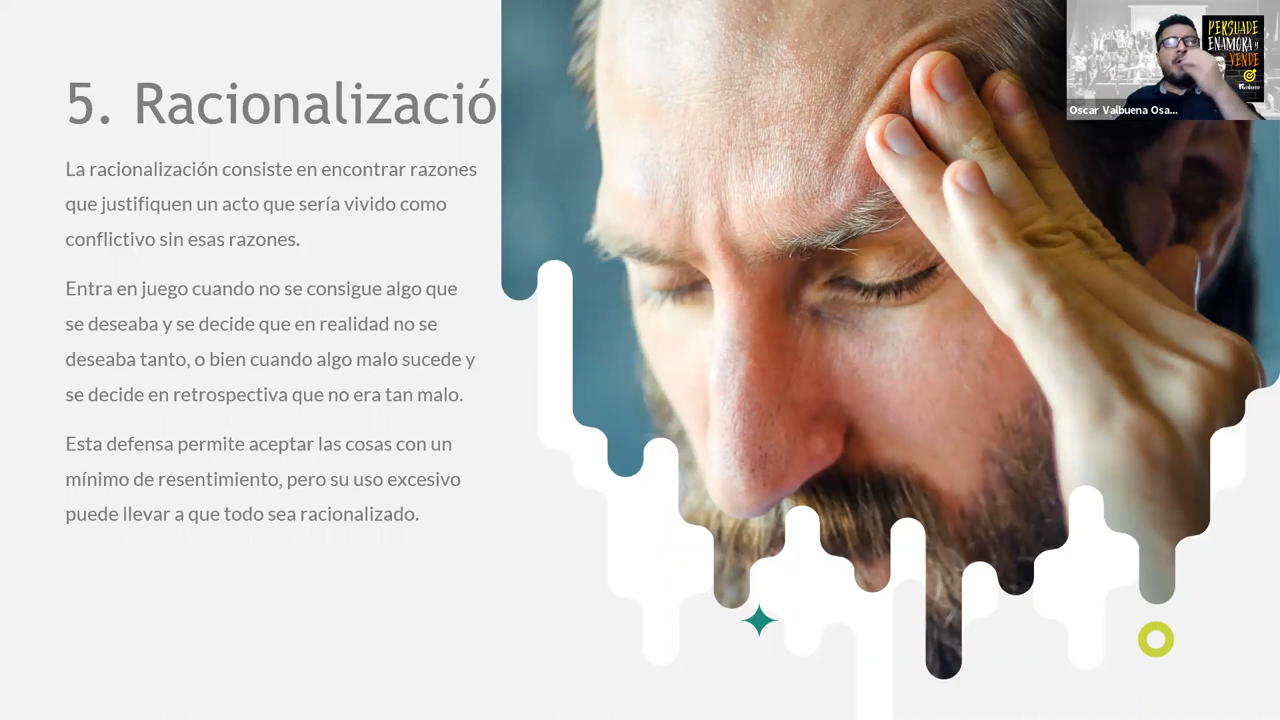 5. Racionalizació
La racionalización consiste en encontrar razones
que justifiquen un acto que sería vivido como
conflictivo sin esas razones.
Entra en juego cuando no se consigue algo que
se deseaba y se decide que en realidad no se
deseaba tanto, o bien cuando algo malo sucede y
se decide en retrospectiva que no era tan malo.
Esta defensa permite aceptar las cosas con un
mínimo de resentimiento, pero su uso excesivo
puede llevar a que todo sea racionalizado.
PERSUADE
ENAMORA Y
VENDE
Oscar Valbuena Osa...